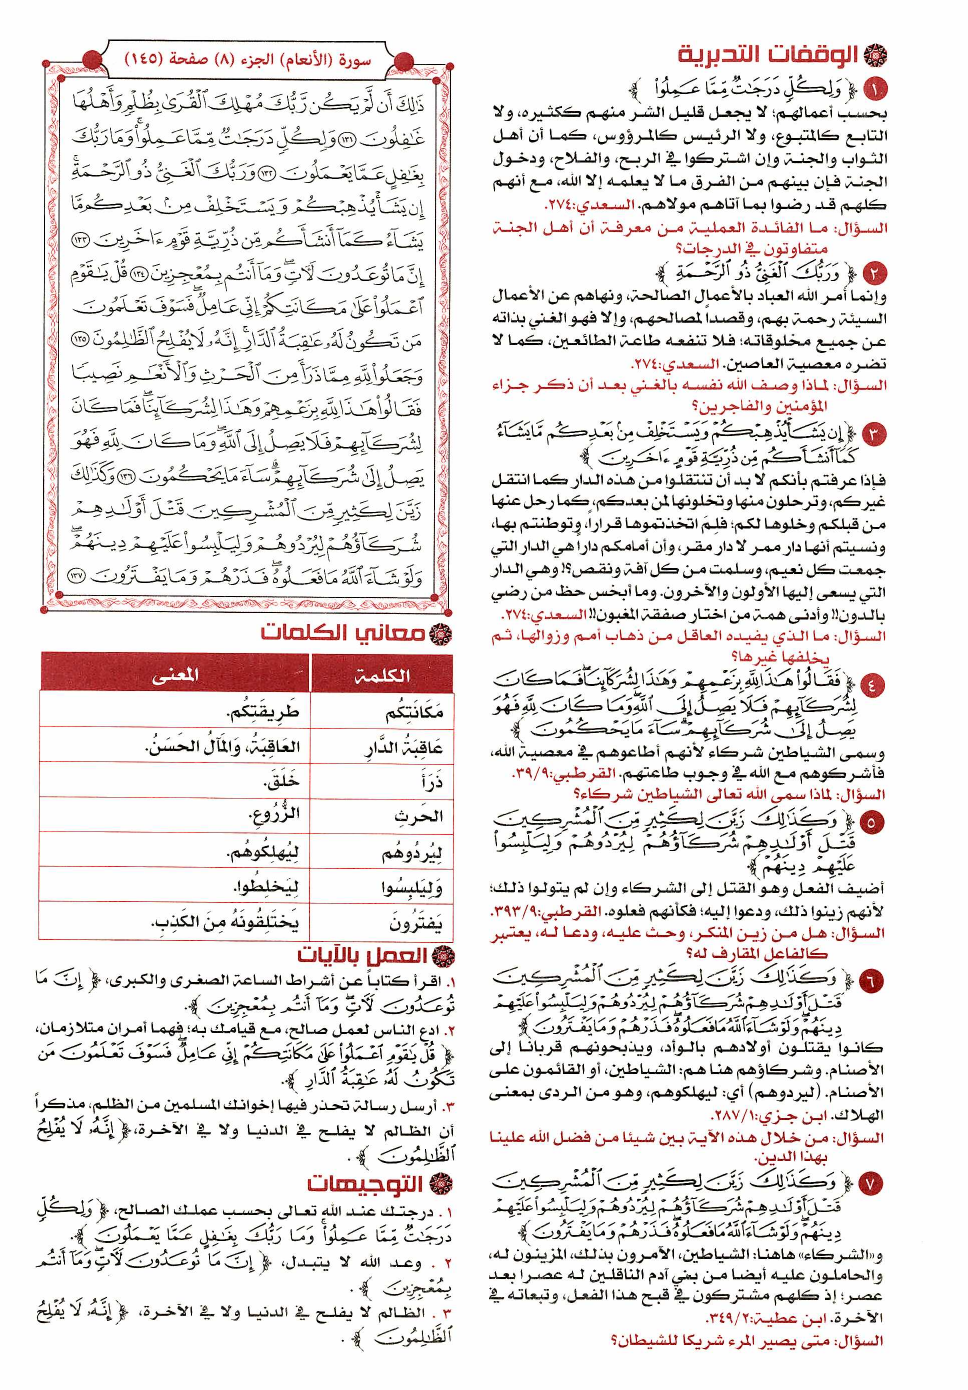 الوقفات التدبرية
١ ﴿ وَلِكُلٍّ دَرَجَٰتٌ مِّمَّا عَمِلُوا۟ ﴾
بحسب أعمالهم؛ لا يجعل قليل الشر منهم ككثيره، ولا
التابع كالمتبوع، ولا الرئيس كالمرؤوس، كما أن أهل
الثواب والجنة وإن اشتركوا في الربح، والفلاح، ودخول
الجنة فإن بينهم من الفرق ما لا يعلمه إلا الله، مع أنهم
كلهم قد رضوا بما آتاهم مولاهم. السعدي:٢٧٤.
السؤال: ما الفائدة العملية من معرفة أن أهل الجنة
متفاوتون في الدرجات؟
٢ ﴿ وَرَبُّكَ ٱلْغَنِىُّ ذُو ٱلرَّحْمَةِ ﴾
وإنما أمر الله العباد بالأعمال الصالحة، ونهاهم عن الأعمال
السيئة رحمة بهم، وقصداً لمصالحهم، وإلا فهو الغني بذاته
عن جميع مخلوقاته؛ فلا تنفعه طاعة الطائعين، كما لا
تضره معصية العاصين. السعدي:٢٧٤.
السؤال: لماذا وصف الله نفسه بالغني بعد أن ذكر جزاء
المؤمنين والفاجرين؟
٣ ﴿ إِن يَشَأْ يُذْهِبْكُمْ وَيَسْتَخْلِفْ مِنۢ بَعْدِكُم مَّا يَشَآءُ
كَمَآ أَنشَأَكُم مِّن ذُرِّيَّةِ قَوْمٍ ءَاخَرِينَ ﴾
فإذا عرفتم بأنكم لا بد أن تنتقلوا من هذه الدار كما انتقل
غيركم، وترحلون منها وتخلونها لمن بعدكم، كما رحل عنها
من قبلكم وخلوها لكم؛ فلِمَ اتخذتموها قراراً، وتوطنتم بها،
ونسيتم أنها دار ممر لا دار مقر، وأن أمامكم داراً هي الدار التي
جمعت كل نعيم، وسلمت من كل آفة ونقص؟! وهي الدار
التي يسعى إليها الأولون والآخرون. وما أبخس حظ من رضي
بالدون!! وأدنى همة من اختار صفقة المغبون!! السعدي:٢٧٤.
السؤال: ما الذي يفيده العاقل من ذهاب أمم وزوالها، ثم
يخلفها غيرها؟
٤ ﴿ فَقَالُوا۟ هَٰذَا لِلَّهِ بِزَعْمِهِمْ وَهَٰذَا لِشُرَكَآئِنَا فَمَا كَانَ
لِشُرَكَآئِهِمْ فَلَا يَصِلُ إِلَى ٱللَّهِ وَمَا كَانَ لِلَّهِ فَهُوَ
يَصِلُ إِلَىٰ شُرَكَآئِهِمْ سَآءَ مَا يَحْكُمُونَ ﴾
وسمى الشياطين شركاء لأنهم أطاعوهم في معصية الله،
فأشركوهم مع الله في وجوب طاعتهم. القرطبي:٣٩/٩.
السؤال: لماذا سمى الله تعالى الشياطين شركاء؟
٥ ﴿ وَكَذَٰلِكَ زَيَّنَ لِكَثِيرٍ مِّنَ ٱلْمُشْرِكِينَ
قَتْلَ أَوْلَٰدِهِمْ شُرَكَآؤُهُمْ لِيُرْدُوهُمْ وَلِيَلْبِسُوا۟
عَلَيْهِمْ دِينَهُمْ ﴾
أضيف الفعل وهو القتل إلى الشركاء وإن لم يتولوا ذلك؛
لأنهم زينوا ذلك، ودعوا إليه؛ فكأنهم فعلوه. القرطبي:٣٩٣/٩.
السؤال: هل من زين المنكر، وحث عليه، ودعا له، يعتبر
كالفاعل المقارف له؟
٦ ﴿ وَكَذَٰلِكَ زَيَّنَ لِكَثِيرٍ مِّنَ ٱلْمُشْرِكِينَ
قَتْلَ أَوْلَٰدِهِمْ شُرَكَآؤُهُمْ لِيُرْدُوهُمْ وَلِيَلْبِسُوا۟ عَلَيْهِمْ
دِينَهُمْ وَلَوْ شَآءَ ٱللَّهُ مَا فَعَلُوهُ فَذَرْهُمْ وَمَا يَفْتَرُونَ ﴾
كانوا يقتلون أولادهم بالوأد، ويذبحونهم قرباناً إلى
الأصنام. وشركاؤهم هنا هم: الشياطين، أو القائمون على
الأصنام. (ليردوهم) أي: ليهلكوهم، وهو من الردى بمعنى
الهلاك. ابن جزي:٢٨٧/١.
السؤال: من خلال هذه الآية بين شيئا من فضل الله علينا
بهذا الدين.
٧ ﴿ وَكَذَٰلِكَ زَيَّنَ لِكَثِيرٍ مِّنَ ٱلْمُشْرِكِينَ
قَتْلَ أَوْلَٰدِهِمْ شُرَكَآؤُهُمْ لِيُرْدُوهُمْ وَلِيَلْبِسُوا۟ عَلَيْهِمْ
دِينَهُمْ وَلَوْ شَآءَ ٱللَّهُ مَا فَعَلُوهُ فَذَرْهُمْ وَمَا يَفْتَرُونَ ﴾
و«الشركاء» هاهنا: الشياطين، الآمرون بذلك، المزينون له،
والحاملون عليه أيضا من بني آدم الناقلين له عصرا بعد
عصر؛ إذ كلهم مشتركون في قبح هذا الفعل، وتبعاته في
الآخرة. ابن عطية:٣٤٩/٢.
السؤال: متى يصير المرء شريكا للشيطان؟
سورة (الأنعام) الجزء (٨) صفحة (١٤٥)
ذَٰلِكَ أَن لَّمْ يَكُن رَّبُّكَ مُهْلِكَ ٱلْقُرَىٰ بِظُلْمٍ وَأَهْلُهَا
غَٰفِلُونَ ١٣١ وَلِكُلٍّ دَرَجَٰتٌ مِّمَّا عَمِلُوا۟ وَمَا رَبُّكَ
بِغَٰفِلٍ عَمَّا يَعْمَلُونَ ١٣٢ وَرَبُّكَ ٱلْغَنِىُّ ذُو ٱلرَّحْمَةِ
إِن يَشَأْ يُذْهِبْكُمْ وَيَسْتَخْلِفْ مِنۢ بَعْدِكُم مَّا
يَشَآءُ كَمَآ أَنشَأَكُم مِّن ذُرِّيَّةِ قَوْمٍ ءَاخَرِينَ ١٣٣
إِنَّ مَا تُوعَدُونَ لَءَاتٍ وَمَآ أَنتُم بِمُعْجِزِينَ ١٣٤ قُلْ يَٰقَوْمِ
ٱعْمَلُوا۟ عَلَىٰ مَكَانَتِكُمْ إِنِّى عَامِلٌ فَسَوْفَ تَعْلَمُونَ
مَن تَكُونُ لَهُۥ عَٰقِبَةُ ٱلدَّارِ إِنَّهُۥ لَا يُفْلِحُ ٱلظَّٰلِمُونَ ١٣٥
وَجَعَلُوا۟ لِلَّهِ مِمَّا ذَرَأَ مِنَ ٱلْحَرْثِ وَٱلْأَنْعَٰمِ نَصِيبًا
فَقَالُوا۟ هَٰذَا لِلَّهِ بِزَعْمِهِمْ وَهَٰذَا لِشُرَكَآئِنَا فَمَا كَانَ
لِشُرَكَآئِهِمْ فَلَا يَصِلُ إِلَى ٱللَّهِ وَمَا كَانَ لِلَّهِ فَهُوَ
يَصِلُ إِلَىٰ شُرَكَآئِهِمْ سَآءَ مَا يَحْكُمُونَ ١٣٦ وَكَذَٰلِكَ
زَيَّنَ لِكَثِيرٍ مِّنَ ٱلْمُشْرِكِينَ قَتْلَ أَوْلَٰدِهِمْ
شُرَكَآؤُهُمْ لِيُرْدُوهُمْ وَلِيَلْبِسُوا۟ عَلَيْهِمْ دِينَهُمْ
وَلَوْ شَآءَ ٱللَّهُ مَا فَعَلُوهُ فَذَرْهُمْ وَمَا يَفْتَرُونَ ١٣٧
معاني الكلمات
الكلمة المعنى
مَكَانَتِكُم طَرِيقَتِكُم.
عَاقِبَةُ الدَّارِ العَاقِبَةُ، وَالمَآلُ الحَسَنُ.
ذَرَأَ خَلَقَ.
الحَرثِ الزُّرُوعِ.
لِيُردُوهُم لِيُهلِكُوهُم.
وَلِيَلبِسُوا لِيَخلِطُوا.
يَفتَرُونَ يَختَلِقُونَهُ مِنَ الكَذِبِ.
العمل بالآيات
١. اقرأ كتاباً عن أشراط الساعة الصغرى والكبرى، ﴿ إِنَّ مَا
تُوعَدُونَ لَءَاتٍ وَمَآ أَنتُم بِمُعْجِزِينَ ﴾.
٢. ادع الناس لعمل صالح، مع قيامك به؛ فهما أمران متلازمان،
﴿ قُلْ يَٰقَوْمِ ٱعْمَلُوا۟ عَلَىٰ مَكَانَتِكُمْ إِنِّى عَامِلٌ فَسَوْفَ تَعْلَمُونَ مَن
تَكُونُ لَهُۥ عَٰقِبَةُ ٱلدَّارِ ﴾.
٣. أرسل رسالة تحذر فيها إخوانك المسلمين من الظلم، مذكراً
أن الظالم لا يفلح في الدنيا ولا في الآخرة، ﴿ إِنَّهُۥ لَا يُفْلِحُ
ٱلظَّٰلِمُونَ ﴾.
التوجيهات
١. درجتك عند الله تعالى بحسب عملك الصالح، ﴿ وَلِكُلٍّ
دَرَجَٰتٌ مِّمَّا عَمِلُوا۟ وَمَا رَبُّكَ بِغَٰفِلٍ عَمَّا يَعْمَلُونَ ﴾.
٢. وعد الله لا يتبدل، ﴿ إِنَّ مَا تُوعَدُونَ لَءَاتٍ وَمَآ أَنتُم
بِمُعْجِزِينَ ﴾.
٣. الظالم لا يفلح في الدنيا ولا في الآخرة، ﴿ إِنَّهُۥ لَا يُفْلِحُ
ٱلظَّٰلِمُونَ ﴾.